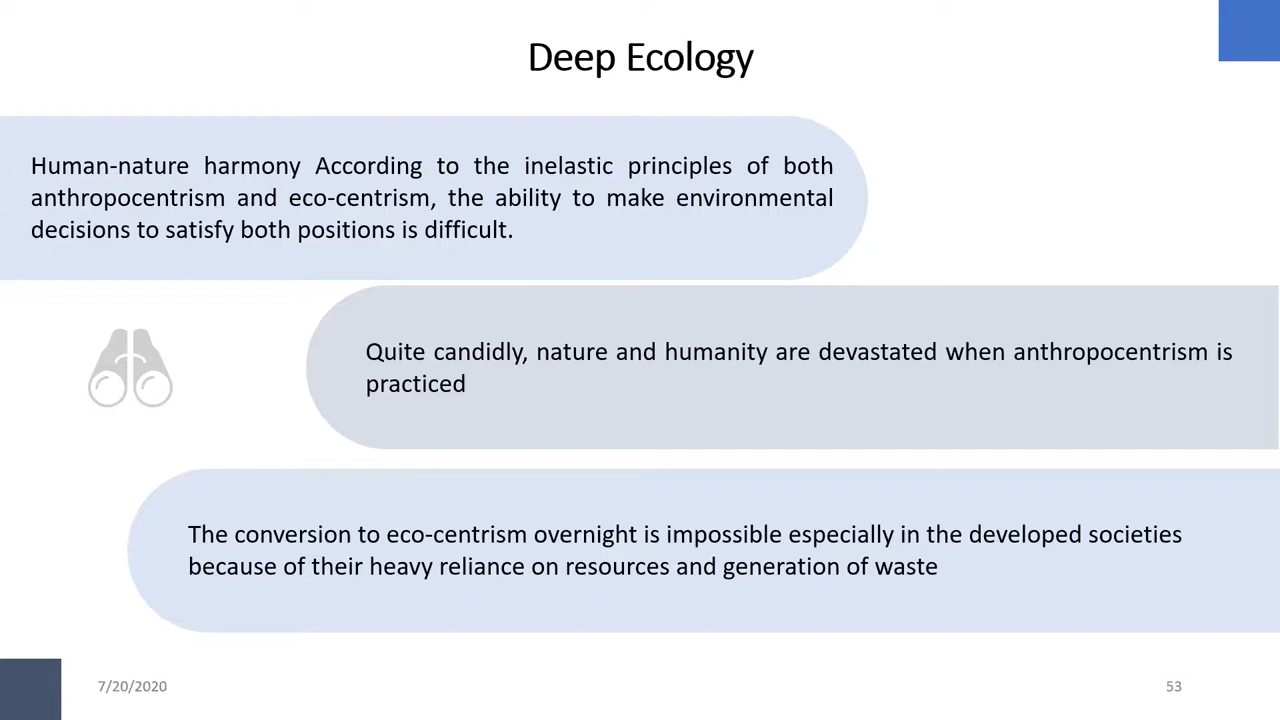 Deep Ecology
Human-nature harmony According to the inelastic principles of both
anthropocentrism and eco-centrism, the ability to make environmental
decisions to satisfy both positions is difficult.
Quite candidly, nature and humanity are devastated when anthropocentrism is
practiced
The conversion to eco-centrism overnight is impossible especially in the developed societies
because of their heavy reliance on resources and generation of waste
7/20/2020
53